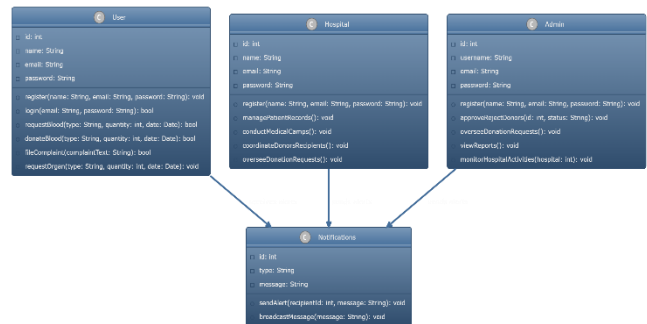 C User
id: int
name: String
email: String
password: String
register(name: String, email: String, password: String): void
login(email: String, password: String): bool
requestBlood(type: String, quantity: int, date: Date): bool
donateBlood(type: String, quantity: int, date: Date): bool
fileComplaint(complaintText: String): bool
requestOrgan(type: String, quantity: int, date: Date): void
C Hospital
id: int
name: String
email: String
password: String
register(name: String, email: String, password: String): void
managePatientRecords(): void
conductMedicalCamps(): void
coordinateDonorsRecipients(): void
overseeDonationRequests(): void
C Admin
id: int
username: String
email: String
password: String
register(name: String, email: String, password: String): void
approveRejectDonors(id: int, status: String): void
overseeDonationRequests(): void
viewReports(): void
monitorHospitalActivities(hospital: int): void
C Notifications
id: int
type: String
message: String
sendAlert(recipientId: int, message: String): void
broadcastMessage(message: String): void